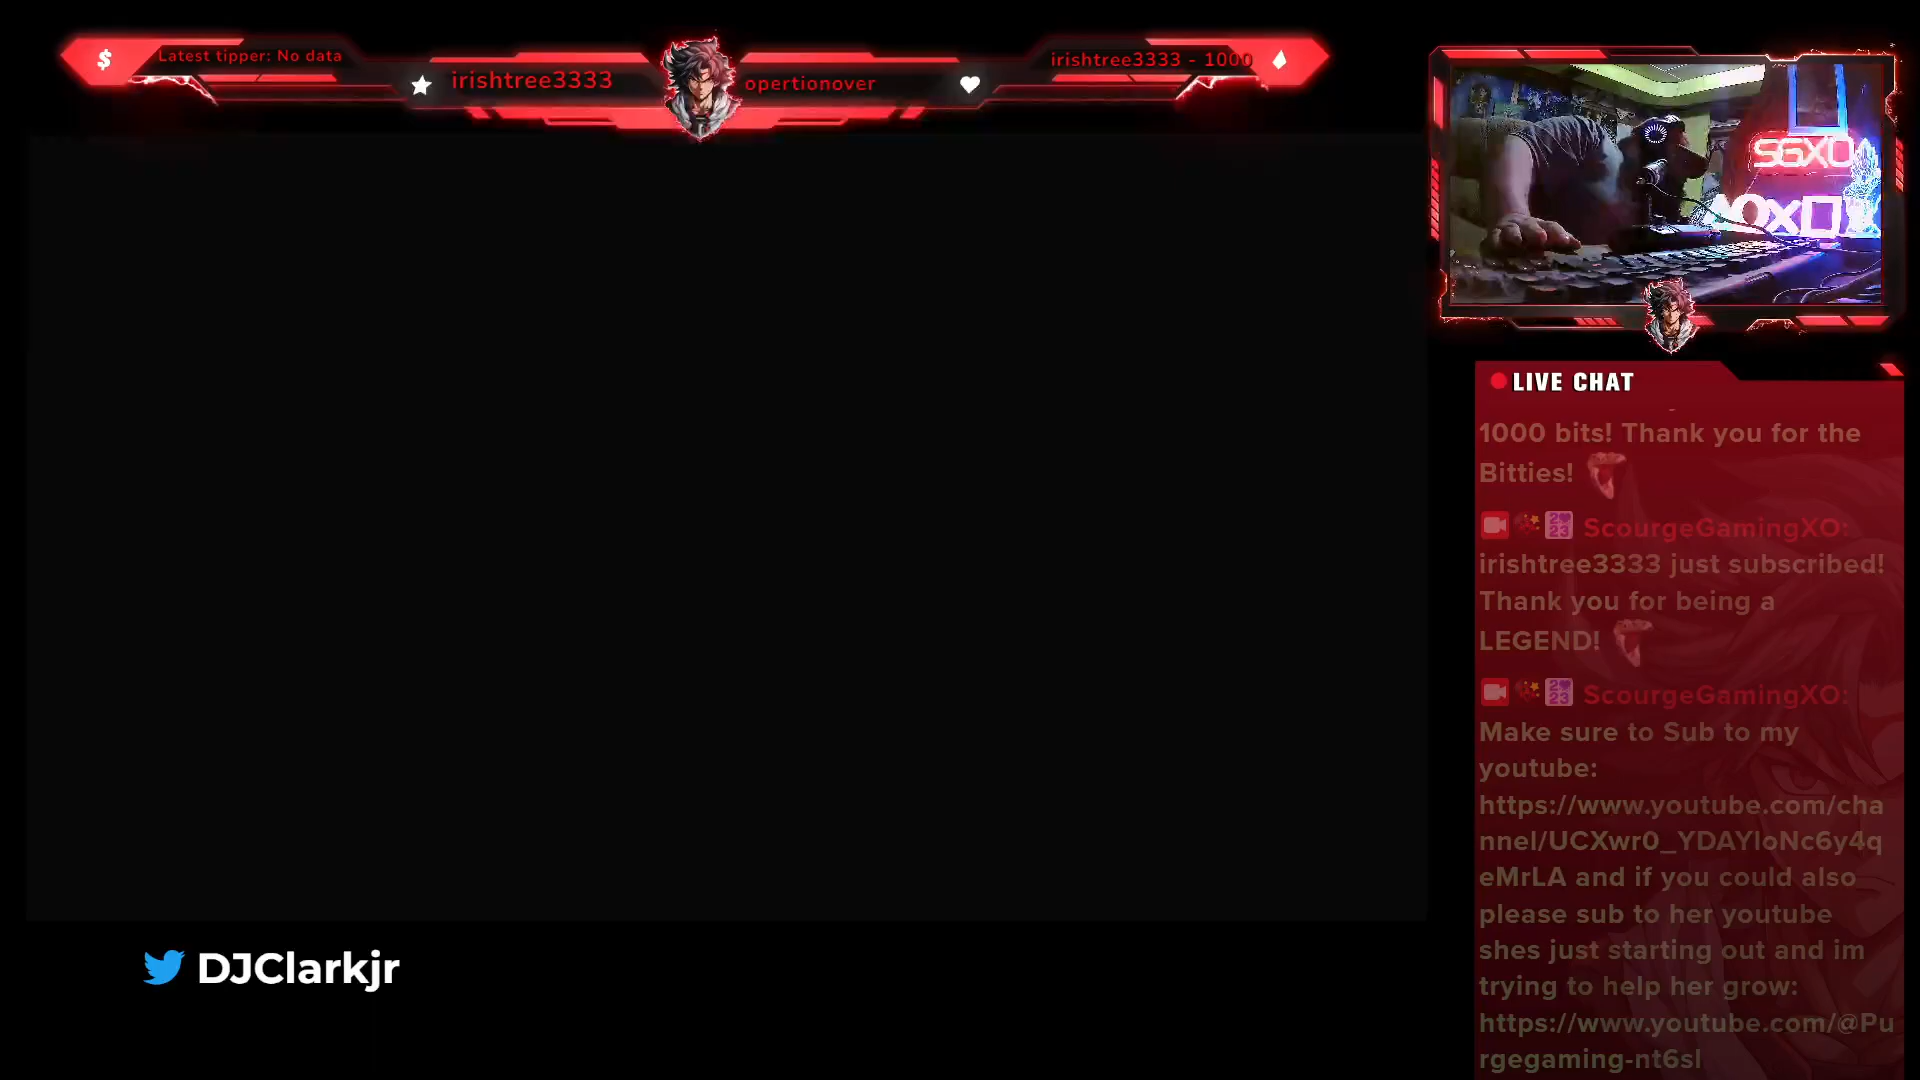 Latest tipper: No data
irishtree3333
opertionover
irishtree3333 - 1000
SGXO
LIVE CHAT
1000 bits! Thank you for the
Bitties!
ScourgeGamingXO:
irishtree3333 just subscribed!
Thank you for being a
LEGEND!
ScourgeGamingXO:
Make sure to Sub to my
youtube:
https://www.youtube.com/cha
nnel/UCXwr0_YDAYloNc6y4q
eMrLA and if you could also
please sub to her youtube
shes just starting out and im
trying to help her grow:
https://www.youtube.com/@Pu
rgegaming-nt6sl
DJClarkjr